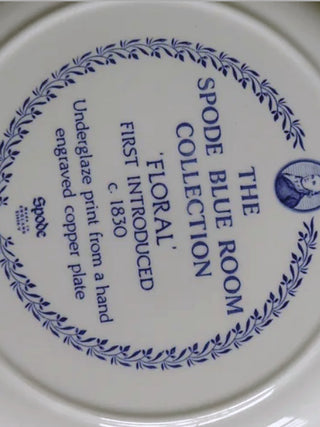 THE
SPODE BLUE ROOM
COLLECTION
'FLORAL'
FIRST INTRODUCED
c. 1830
Underglaze print from a hand
engraved copper plate
Spode